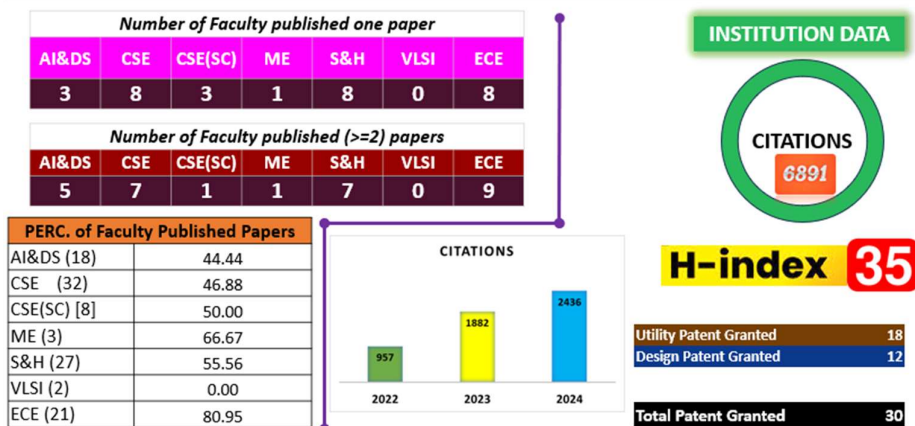 Number of Faculty published one paper
AI&DS CSE CSE(SC) ME S&H VLSI ECE
3 8 3 1 8 0 8
Number of Faculty published (>=2) papers
AI&DS CSE CSE(SC) ME S&H VLSI ECE
5 7 1 1 7 0 9
PERC. of Faculty Published Papers
AI&DS (18) 44.44
CSE (32) 46.88
CSE(SC) [8] 50.00
ME (3) 66.67
S&H (27) 55.56
VLSI (2) 0.00
ECE (21) 80.95
CITATIONS
957 1882 2436
2022 2023 2024
INSTITUTION DATA
CITATIONS
6891
H-index 35
Utility Patent Granted 18
Design Patent Granted 12
Total Patent Granted 30